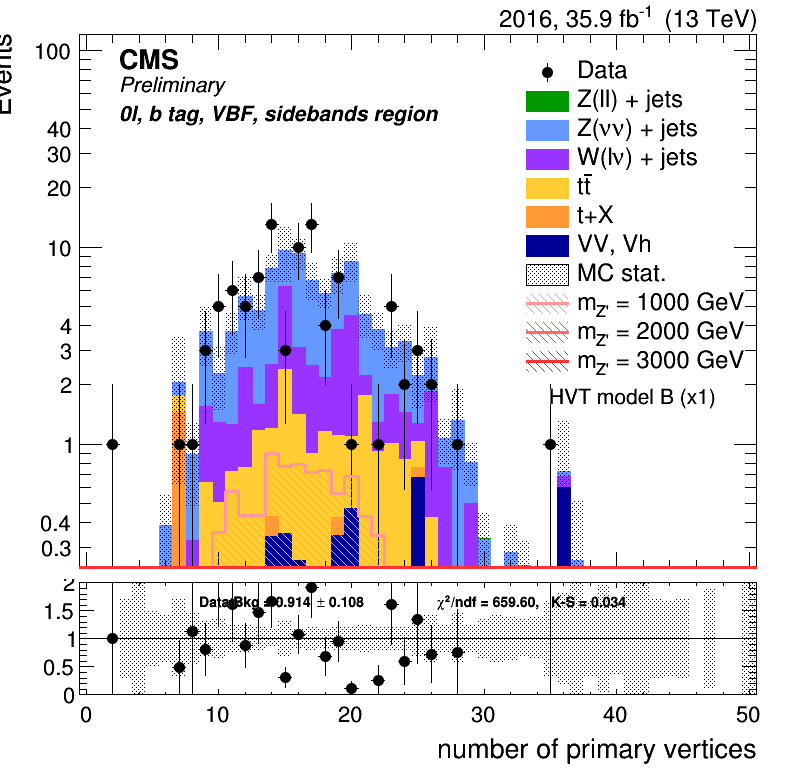 2016, 35.9 fb⁻¹ (13 TeV)
Events
CMS
Preliminary
0l, b tag, VBF, sidebands region
Data
Z(ll) + jets
Z(νν) + jets
W(lν) + jets
tt̄
t+X
VV, Vh
MC stat.
m_Z' = 1000 GeV
m_Z' = 2000 GeV
m_Z' = 3000 GeV
HVT model B (x1)
100
40
30
20
10
4
3
2
1
0.4
0.3
Data/Bkg = 0.914 ± 0.108
χ²/ndf = 659.60, K-S = 0.034
2
1.5
1
0.5
0
0 10 20 30 40 50
number of primary vertices